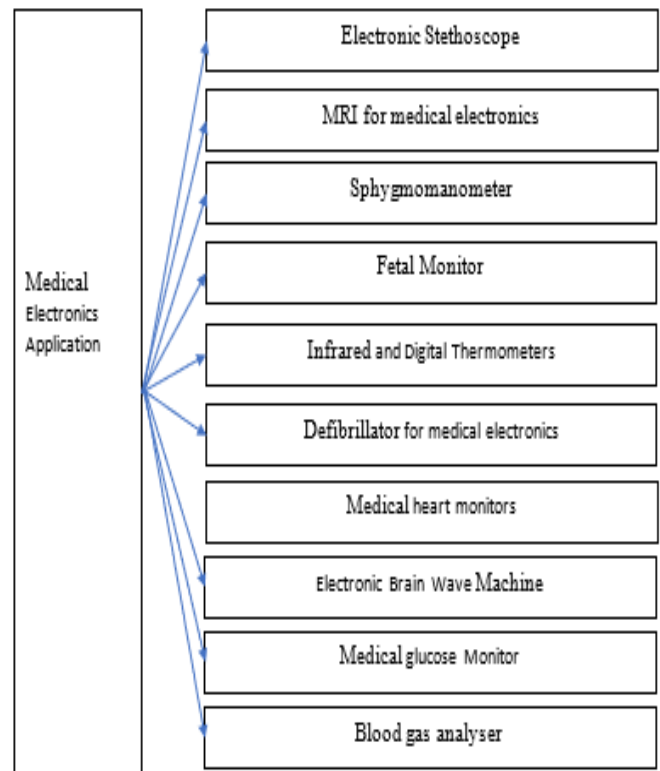 Medical
Electronics
Application
Electronic Stethoscope
MRI for medical electronics
Sphygmomanometer
Fetal Monitor
Infrared and Digital Thermometers
Defibrillator for medical electronics
Medical heart monitors
Electronic Brain Wave Machine
Medical glucose Monitor
Blood gas analyser